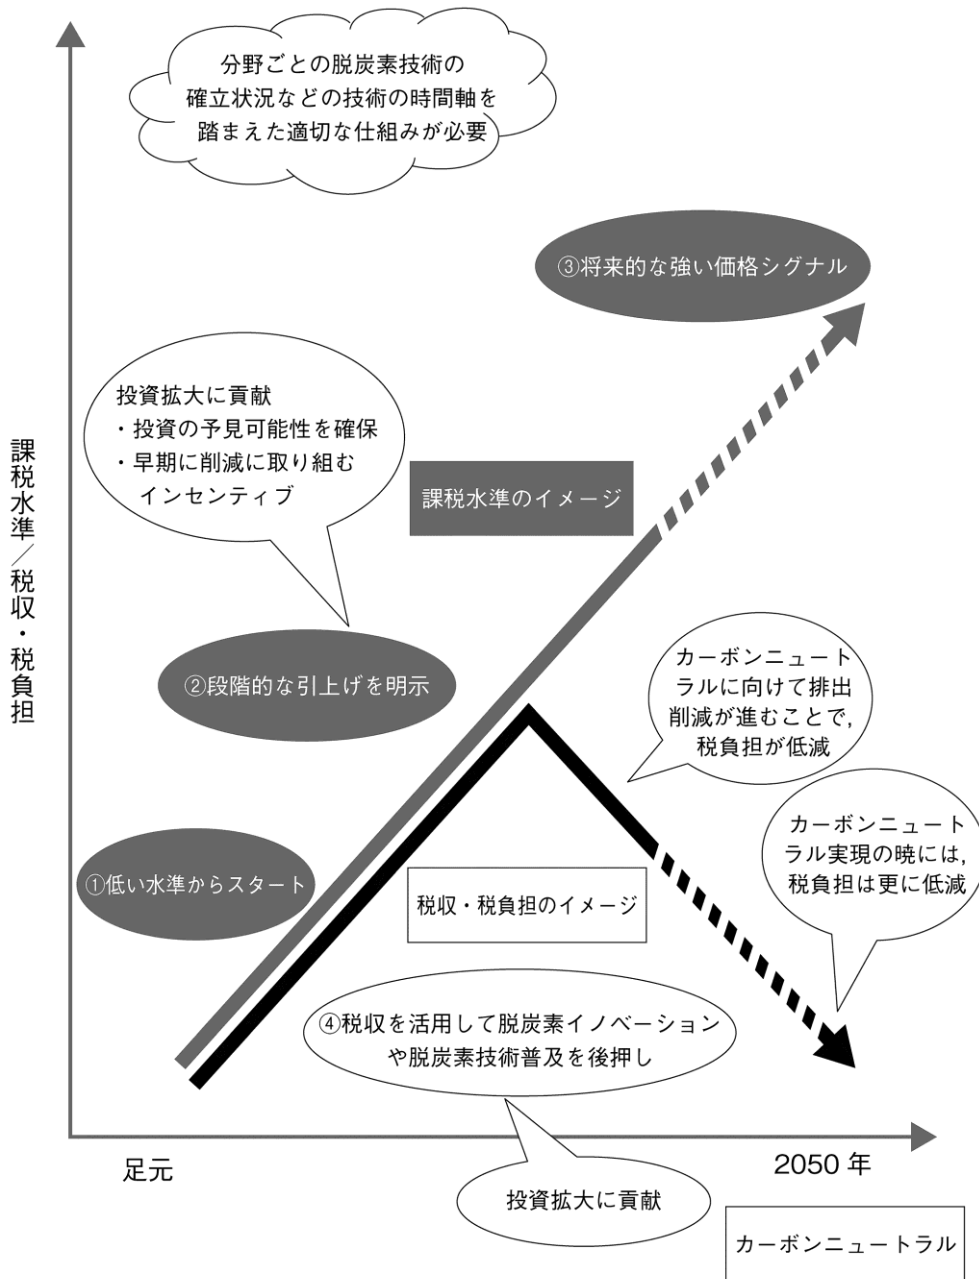 分野ごとの脱炭素技術の
確立状況などの技術の時間軸を
踏まえた適切な仕組みが必要
③将来的な強い価格シグナル
投資拡大に貢献
・投資の予見可能性を確保
・早期に削減に取り組む
インセンティブ
課税水準のイメージ
課税水準／税収・税負担
②段階的な引上げを明示
カーボンニュート
ラルに向けて排出
削減が進むことで,
税負担が低減
カーボンニュート
ラル実現の暁には,
税負担は更に低減
①低い水準からスタート
税収・税負担のイメージ
④税収を活用して脱炭素イノベーション
や脱炭素技術普及を後押し
足元
2050 年
投資拡大に貢献
カーボンニュートラル